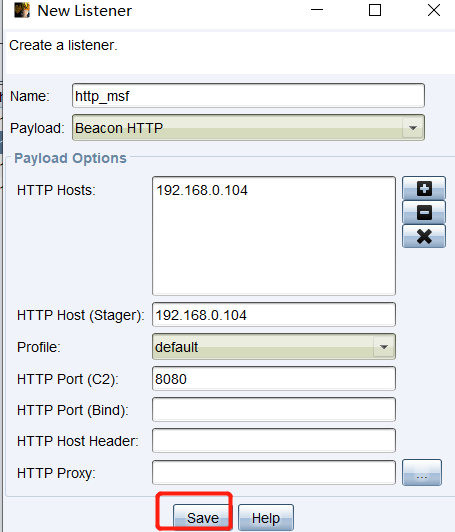 New Listener
Create a listener.
Name: http_msf
Payload: Beacon HTTP
Payload Options
HTTP Hosts: 192.168.0.104
HTTP Host (Stager): 192.168.0.104
Profile: default
HTTP Port (C2): 8080
HTTP Port (Bind):
HTTP Host Header:
HTTP Proxy: ...
Save Help